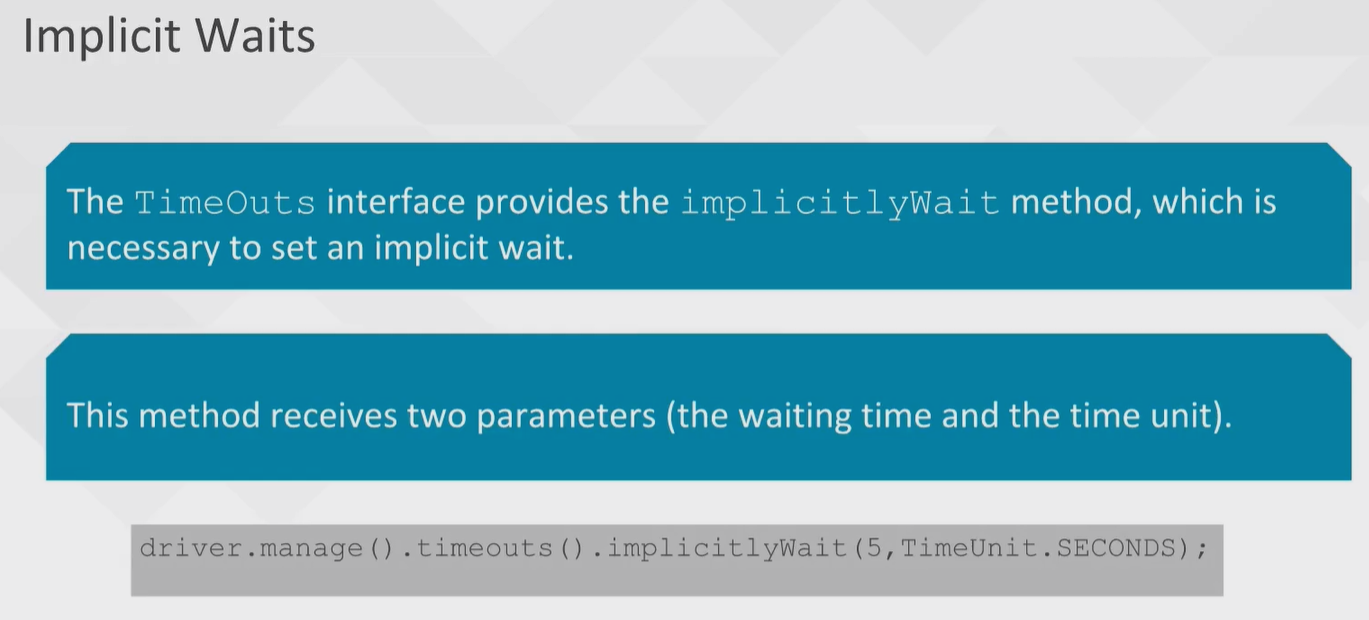 Implicit Waits
The TimeOuts interface provides the implicitlyWait method, which is
necessary to set an implicit wait.
This method receives two parameters (the waiting time and the time unit).
driver.manage().timeouts().implicitlyWait(5,TimeUnit.SECONDS);